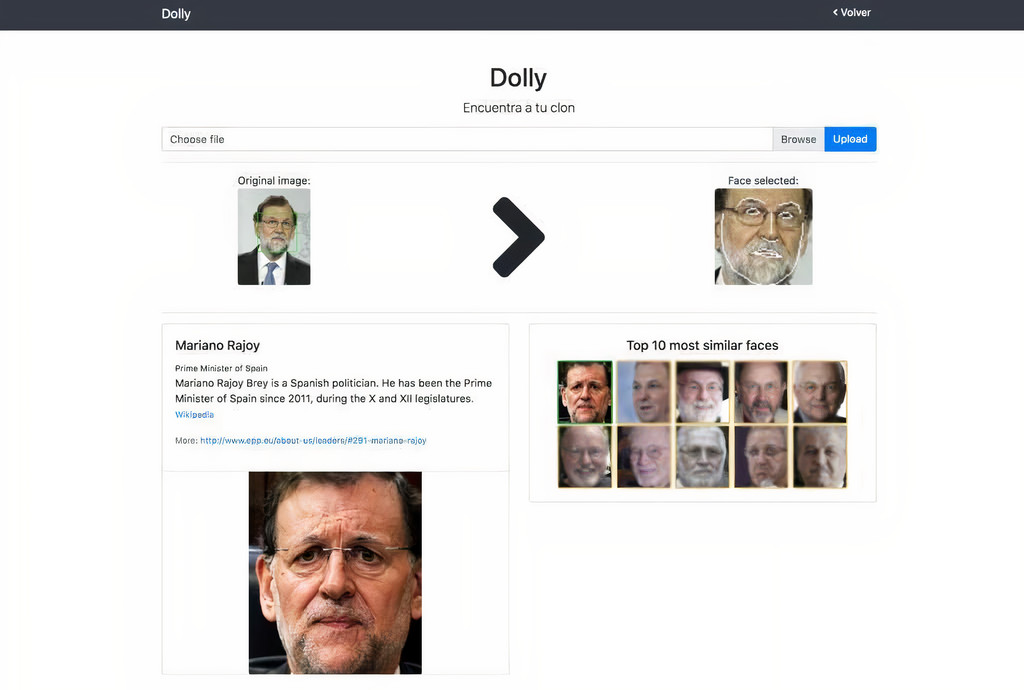 Dolly
Volver
Dolly
Encuentra a tu clon
Choose file
Browse
Upload
Original image:
Face selected:
Mariano Rajoy
Prime Minister of Spain
Mariano Rajoy Brey is a Spanish politician. He has been the Prime
Minister of Spain since 2011, during the X and XII legislatures.
Wikipedia
More: http://www.epp.eu/about-us/leaders/#291-mariano-rajoy
Top 10 most similar faces